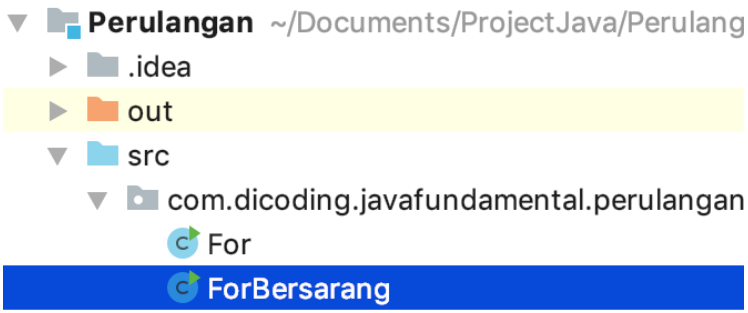 Perulangan ~/Documents/ProjectJava/Perulang
.idea
out
src
com.dicoding.javafundamental.perulangan
For
ForBersarang